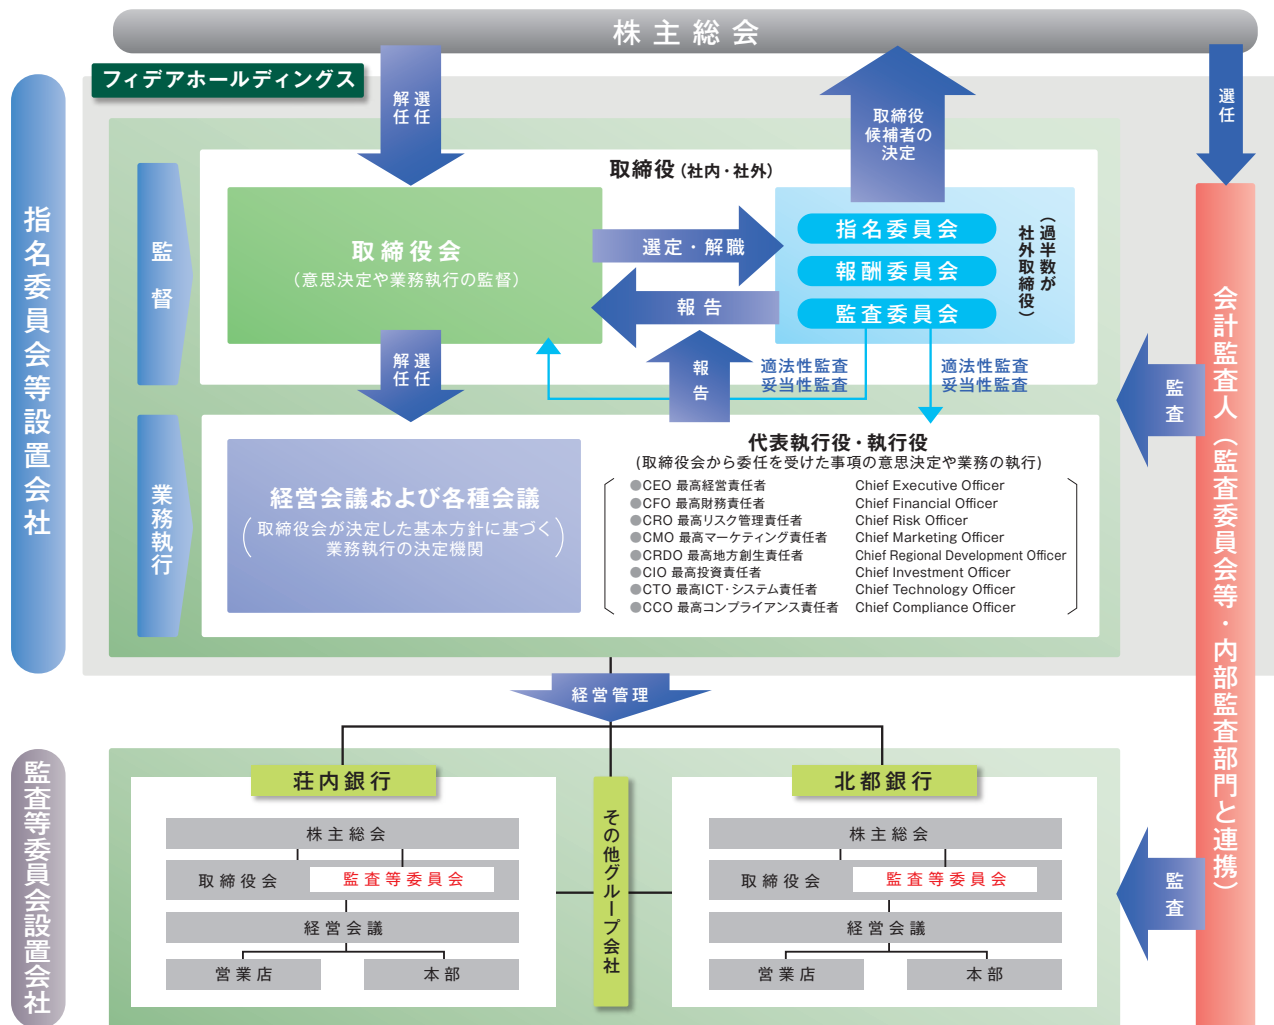 株主総会
フィデアホールディングス
指名委員会等設置会社
監督
業務執行
選任
解任
取締役
候補者の
決定
選任
取締役（社内・社外）
取締役会
（意思決定や業務執行の監督）
選定・解職
報告
指名委員会
報酬委員会
監査委員会
（過半数が
社外取締役）
選任
解任
報告
適法性監査
妥当性監査
適法性監査
妥当性監査
監査
会計監査人（監査委員会等・内部監査部門と連携）
経営会議および各種会議
（取締役会が決定した基本方針に基づく
業務執行の決定機関）
代表執行役・執行役
(取締役会から委任を受けた事項の意思決定や業務の執行)
●CEO 最高経営責任者 Chief Executive Officer
●CFO 最高財務責任者 Chief Financial Officer
●CRO 最高リスク管理責任者 Chief Risk Officer
●CMO 最高マーケティング責任者 Chief Marketing Officer
●CRDO 最高地方創生責任者 Chief Regional Development Officer
●CIO 最高投資責任者 Chief Investment Officer
●CTO 最高ICT・システム責任者 Chief Technology Officer
●CCO 最高コンプライアンス責任者 Chief Compliance Officer
経営管理
監査等委員会設置会社
荘内銀行
株主総会
取締役会
監査等委員会
経営会議
営業店
本部
その他グループ会社
北都銀行
株主総会
取締役会
監査等委員会
経営会議
営業店
本部
監査